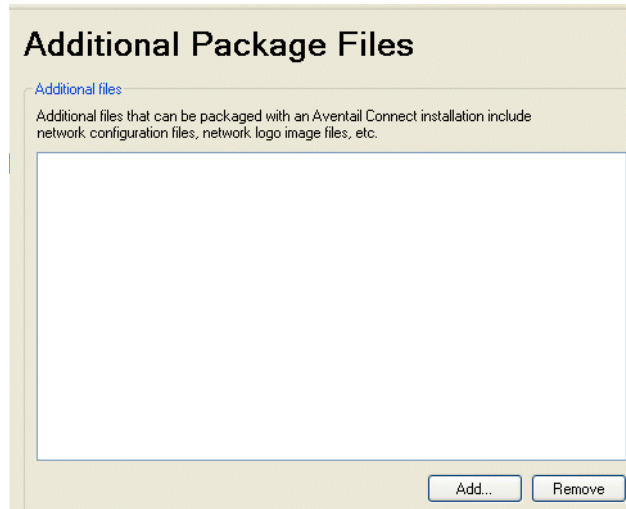 Additional Package Files
Additional files
Additional files that can be packaged with an Aventail Connect installation include
network configuration files, network logo image files, etc.
Add...
Remove